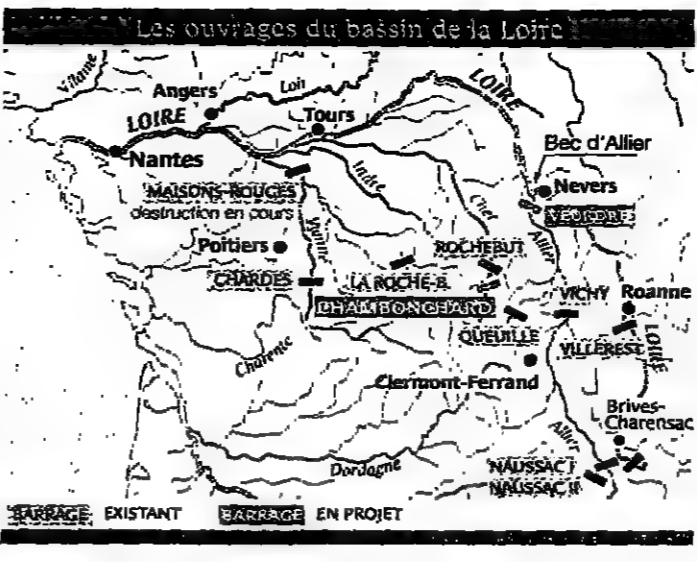 Les ouvrages du bassin de la Loire
Vilaine
Angers
Loir
LOIRE
LOIRE
Tours
Nantes
Bec d'Allier
Indre
Nevers
MAISONS-ROUGES
destruction en cours
Cher
VEURDRE
Vienne
Poitiers
ROCHEBUT
Allier
CHARDES
LA ROCHE-B.
VICHY
Roanne
CHAMBONCHARD
QUEUILLE
VILLEREST
LOIRE
Charente
Clermont-Ferrand
Brives-
Charensac
Allier
Dordogne
NAUSSAC I
NAUSSAC II
BARRAGE EXISTANT
BARRAGE EN PROJET